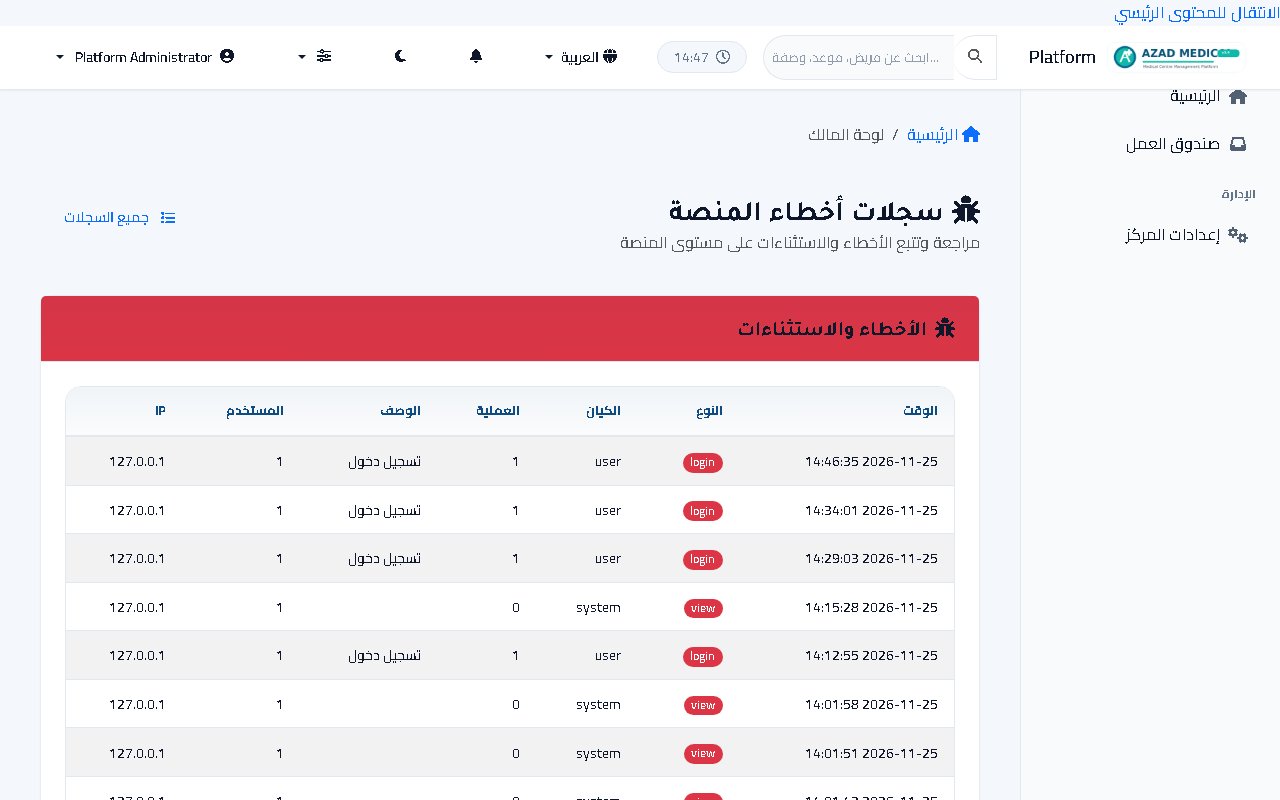 الانتقال للمحتوى الرئيسي
AZAD MEDIC
Medical Centre Management Platform
Platform
ابحث عن مريض، موعد، وصفة...
14:47
العربية
Platform Administrator
الرئيسية
صندوق العمل
الإدارة
إعدادات المركز
الرئيسية / لوحة المالك
سجلات أخطاء المنصة
مراجعة وتتبع الأخطاء والاستثناءات على مستوى المنصة
جميع السجلات
الأخطاء والاستثناءات
الوقت النوع الكيان العملية الوصف المستخدم IP
14:46:35 2026-11-25 login user 1 تسجيل دخول 1 127.0.0.1
14:34:01 2026-11-25 login user 1 تسجيل دخول 1 127.0.0.1
14:29:03 2026-11-25 login user 1 تسجيل دخول 1 127.0.0.1
14:15:28 2026-11-25 view system 0 1 127.0.0.1
14:12:55 2026-11-25 login user 1 تسجيل دخول 1 127.0.0.1
14:01:58 2026-11-25 view system 0 1 127.0.0.1
14:01:51 2026-11-25 view system 0 1 127.0.0.1